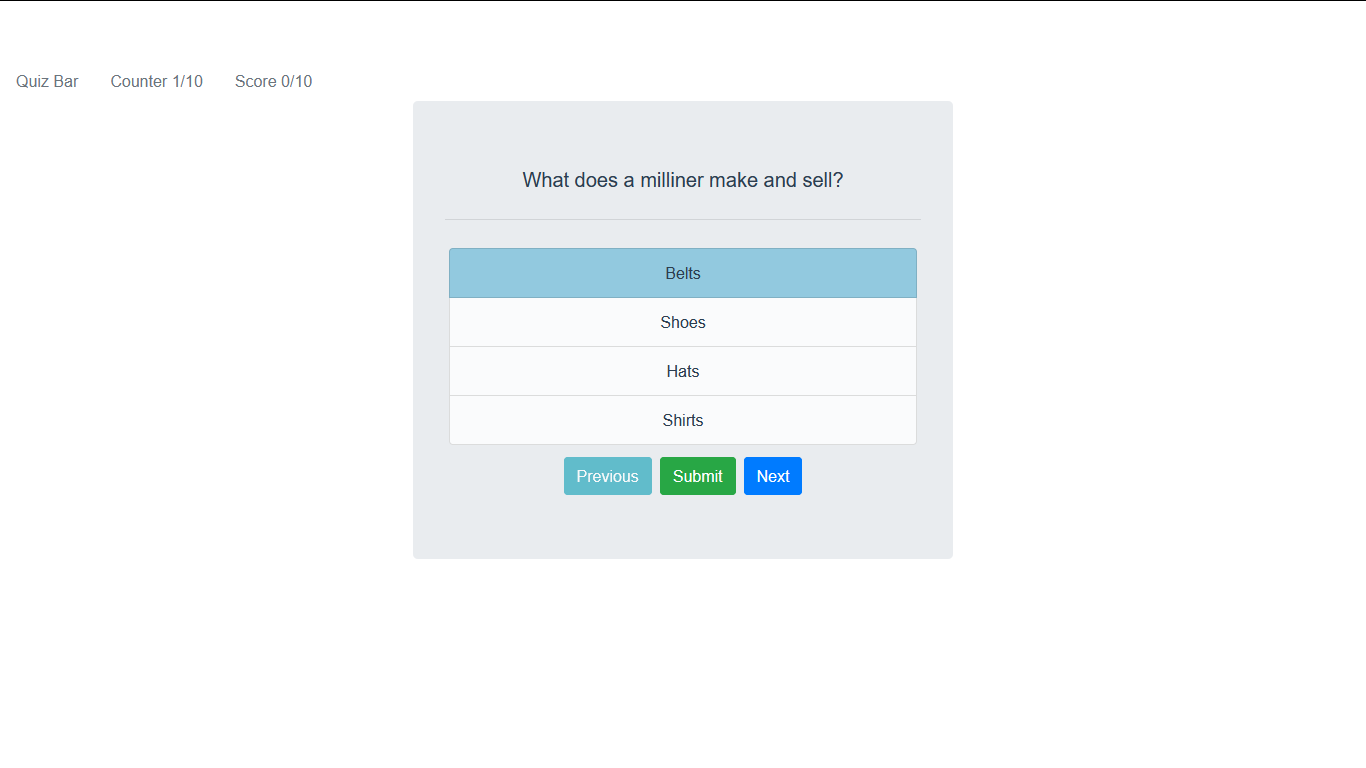 Quiz Bar Counter 1/10 Score 0/10
What does a milliner make and sell?
Belts
Shoes
Hats
Shirts
Previous Submit Next